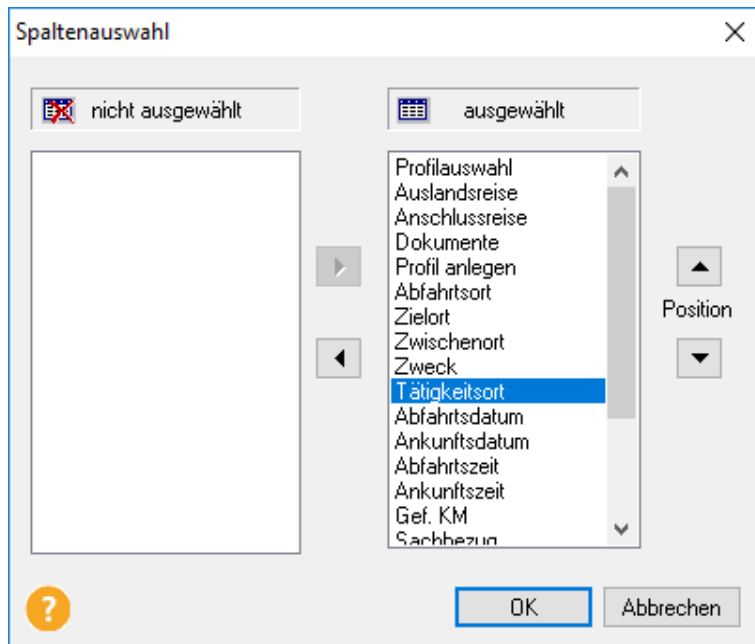 Spaltenauswahl
nicht ausgewählt
ausgewählt
Profilauswahl
Auslandsreise
Anschlussreise
Dokumente
Profil anlegen
Abfahrtsort
Zielort
Zwischenort
Zweck
Tätigkeitsort
Abfahrtsdatum
Ankunftsdatum
Abfahrtszeit
Ankunftszeit
Gef. KM
Sachbezug
Position
?
OK
Abbrechen